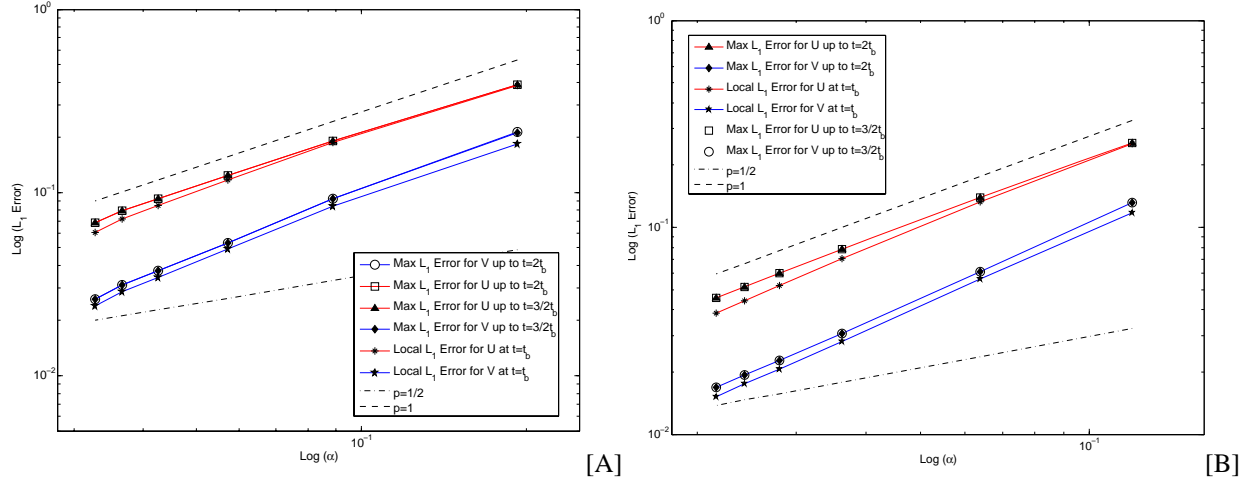 10^0
10^-1
10^-2
10^-1
Log (L_1 Error)
Log (α)
Max L_1 Error for V up to t=2t_b
Max L_1 Error for U up to t=2t_b
Max L_1 Error for U up to t=3/2t_b
Max L_1 Error for V up to t=3/2t_b
Local L_1 Error for U at t=t_b
Local L_1 Error for V at t=t_b
p=1/2
p=1
[A]
10^0
10^-1
10^-2
10^-1
Log (L_1 Error)
Log (α)
Max L_1 Error for U up to t=2t_b
Max L_1 Error for V up to t=2t_b
Local L_1 Error for U at t=t_b
Local L_1 Error for V at t=t_b
Max L_1 Error for U up to t=3/2t_b
Max L_1 Error for V up to t=3/2t_b
p=1/2
p=1
[B]